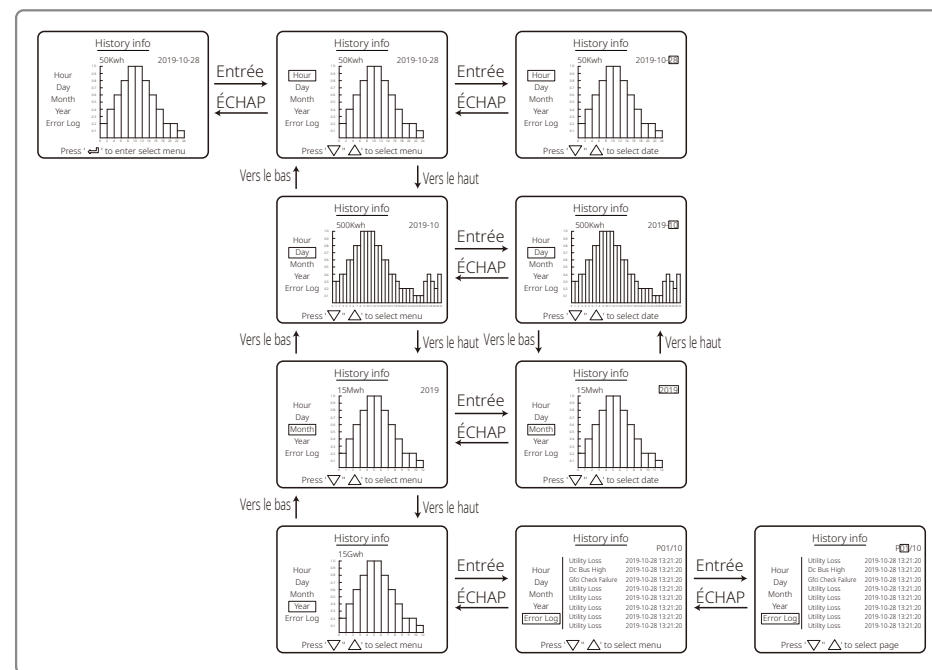 History info
50Kwh 2019-10-28
Hour
Day
Month
Year
Error Log
Press ' ' to enter select menu
Entrée
ÉCHAP
History info
50Kwh 2019-10-28
Hour
Day
Month
Year
Error Log
Press ' ▽ '' △ ' to select menu
Entrée
ÉCHAP
History info
50Kwh 2019-10-28
Hour
Day
Month
Year
Error Log
Press ' ▽ '' △ ' to select date
Vers le bas
Vers le haut
History info
500Kwh 2019-10
Hour
Day
Month
Year
Error Log
Press ' ▽ '' △ ' to select menu
Entrée
ÉCHAP
History info
500Kwh 2019-10
Hour
Day
Month
Year
Error Log
Press ' ▽ '' △ ' to select date
Vers le bas
Vers le haut
Vers le bas
Vers le haut
History info
15Mwh 2019
Hour
Day
Month
Year
Error Log
Press ' ▽ '' △ ' to select menu
Entrée
ÉCHAP
History info
15Mwh 2019
Hour
Day
Month
Year
Error Log
Press ' ▽ '' △ ' to select date
Vers le bas
Vers le haut
History info
15Gwh
Hour
Day
Month
Year
Error Log
Press ' ▽ '' △ ' to select menu
Entrée
ÉCHAP
History info
P01/10
Hour
Day
Month
Year
Error Log
Utility Loss 2019-10-28 13:21:20
Dc Bus High 2019-10-28 13:21:20
Gfci Check Failure 2019-10-28 13:21:20
Utility Loss 2019-10-28 13:21:20
Utility Loss 2019-10-28 13:21:20
Utility Loss 2019-10-28 13:21:20
Utility Loss 2019-10-28 13:21:20
Utility Loss 2019-10-28 13:21:20
Press ' ▽ '' △ ' to select menu
Entrée
ÉCHAP
History info
P01/10
Hour
Day
Month
Year
Error Log
Utility Loss 2019-10-28 13:21:20
Dc Bus High 2019-10-28 13:21:20
Gfci Check Failure 2019-10-28 13:21:20
Utility Loss 2019-10-28 13:21:20
Utility Loss 2019-10-28 13:21:20
Utility Loss 2019-10-28 13:21:20
Utility Loss 2019-10-28 13:21:20
Utility Loss 2019-10-28 13:21:20
Press ' ▽ '' △ ' to select page